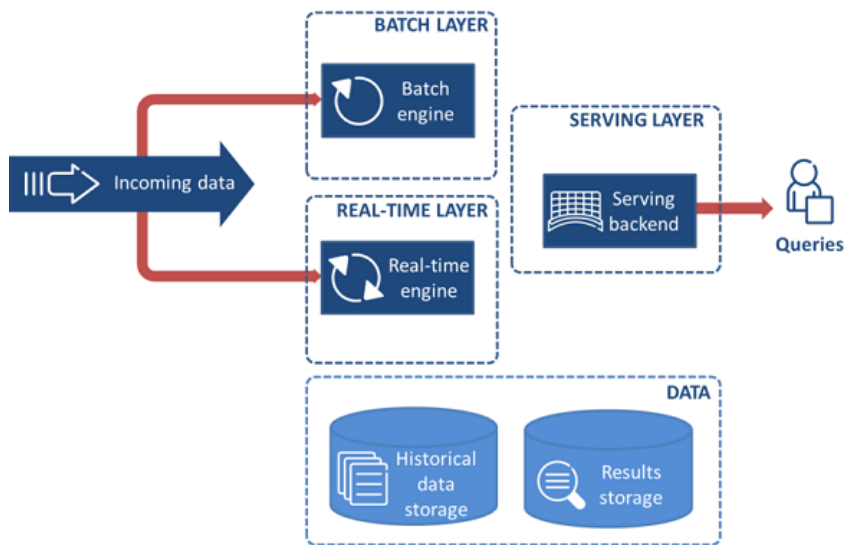 BATCH LAYER
Batch
engine
Incoming data
REAL-TIME LAYER
Real-time
engine
SERVING LAYER
Serving
backend
Queries
DATA
Historical
data
storage
Results
storage